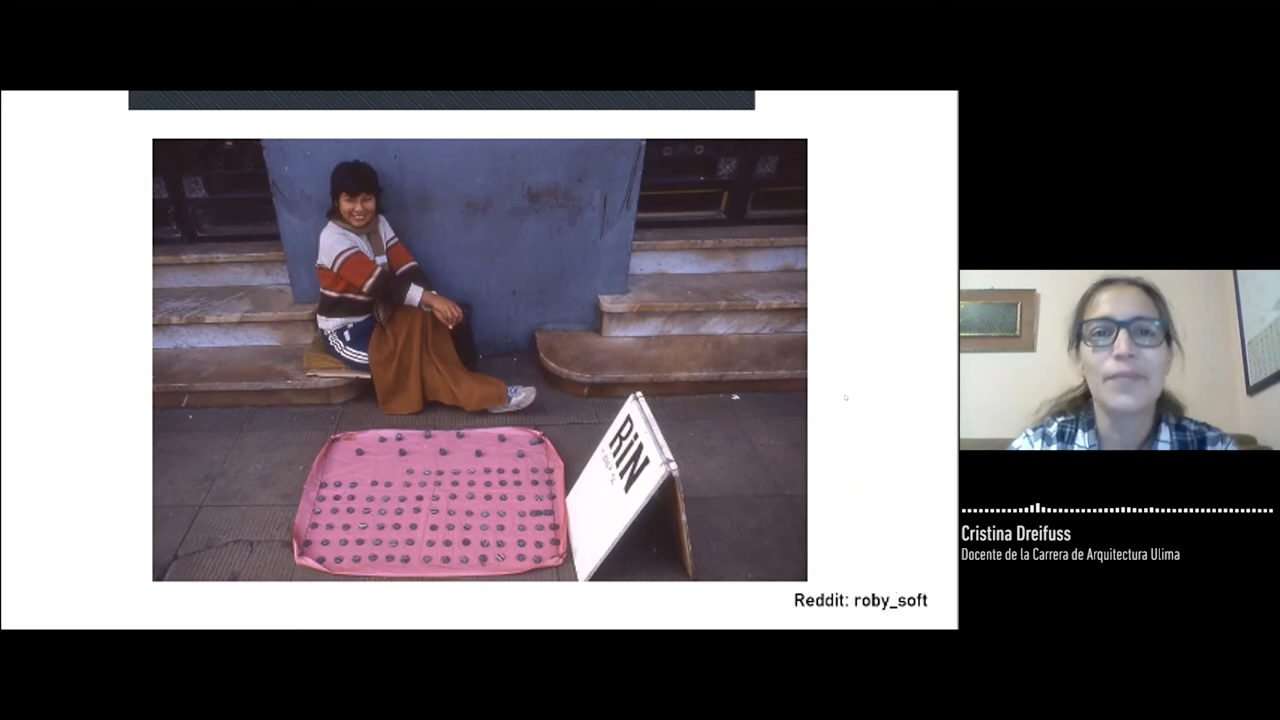 RiN
Reddit: roby_soft
Cristina Dreifuss
Docente de la Carrera de Arquitectura Ulima